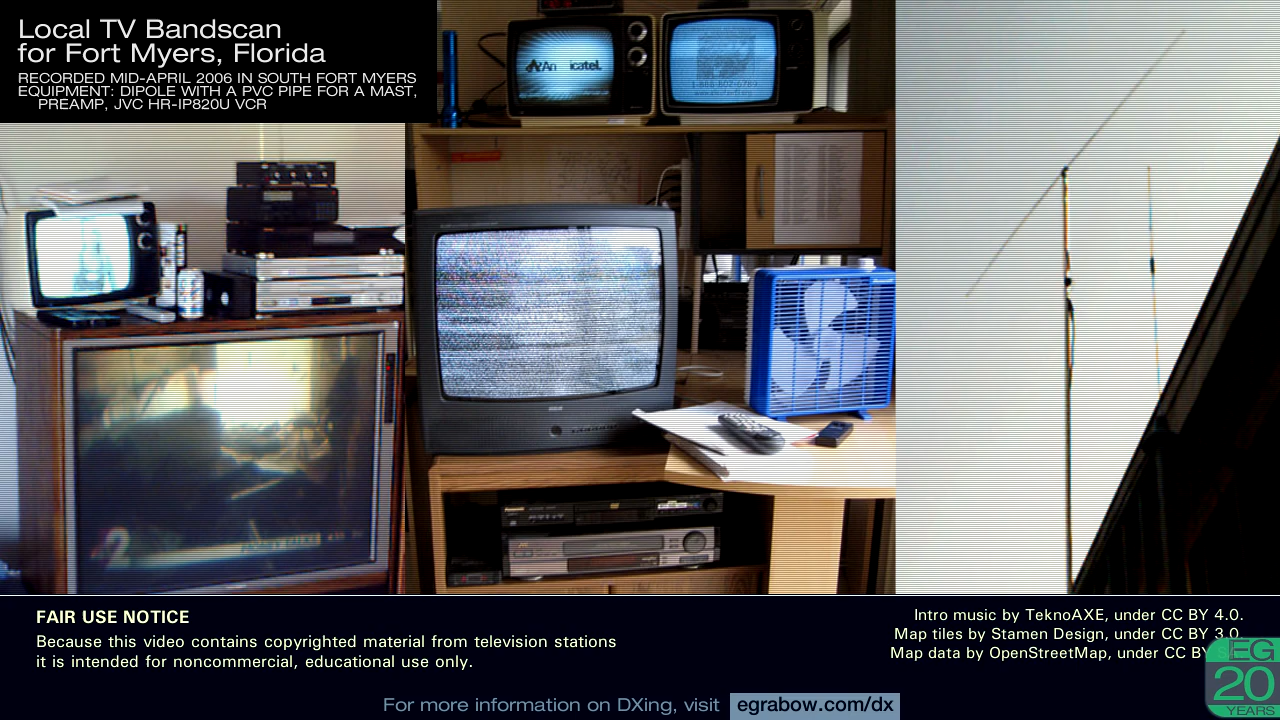 Local TV Bandscan
for Fort Myers, Florida
RECORDED MID-APRIL 2006 IN SOUTH FORT MYERS
EQUIPMENT: DIPOLE WITH A PVC PIPE FOR A MAST,
PREAMP, JVC HR-IP820U VCR
2
FAIR USE NOTICE
Because this video contains copyrighted material from television stations
it is intended for noncommercial, educational use only.
Intro music by TeknoAXE, under CC BY 4.0.
Map tiles by Stamen Design, under CC BY 3.0.
Map data by OpenStreetMap, under CC BY
For more information on DXing, visit egrabow.com/dx
EG
20
YEARS